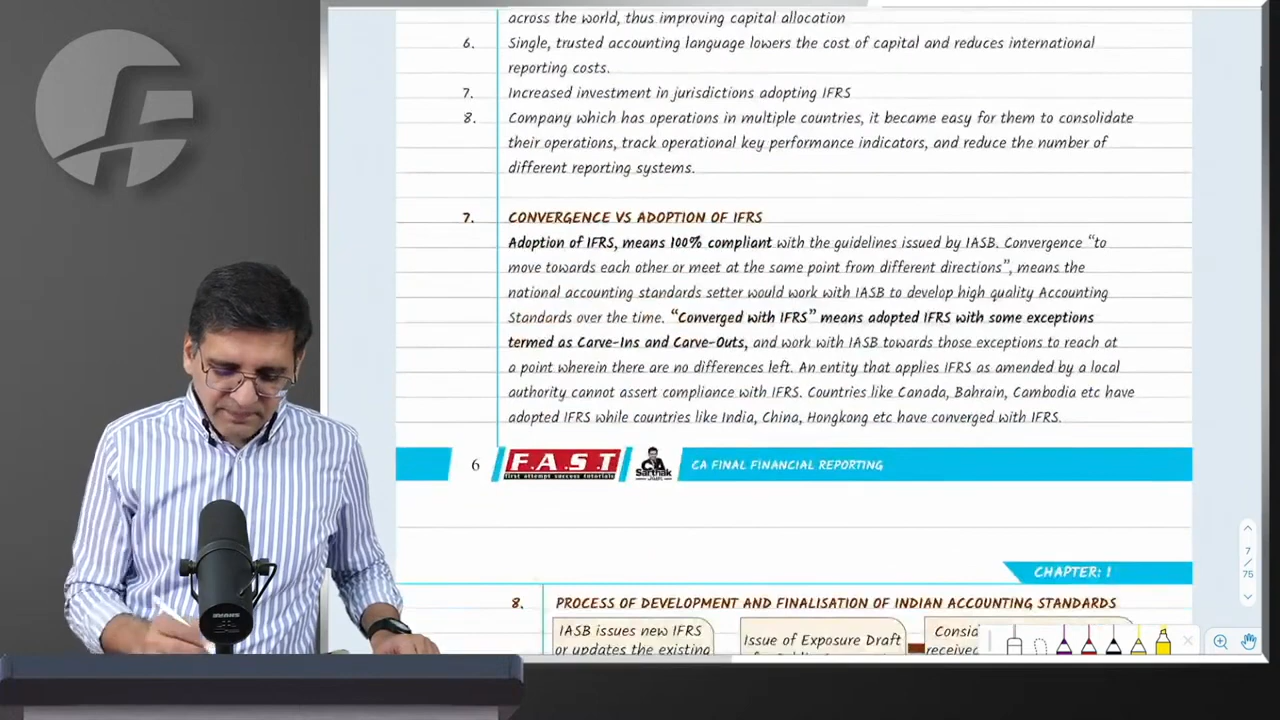 across the world, thus improving capital allocation
6. Single, trusted accounting language lowers the cost of capital and reduces international
reporting costs.
7. Increased investment in jurisdictions adopting IFRS
8. Company which has operations in multiple countries, it became easy for them to consolidate
their operations, track operational key performance indicators, and reduce the number of
different reporting systems.
7. CONVERGENCE VS ADOPTION OF IFRS
Adoption of IFRS, means 100% compliant with the guidelines issued by IASB. Convergence “to
move towards each other or meet at the same point from different directions”, means the
national accounting standards setter would work with IASB to develop high quality Accounting
Standards over the time. “Converged with IFRS” means adopted IFRS with some exceptions
termed as Carve-Ins and Carve-Outs, and work with IASB towards those exceptions to reach at
a point wherein there are no differences left. An entity that applies IFRS as amended by a local
authority cannot assert compliance with IFRS. Countries like Canada, Bahrain, Cambodia etc have
adopted IFRS while countries like India, China, Hongkong etc have converged with IFRS.
6 F.A.S.T
first attempt success tutorials
Sarthak
CA FINAL FINANCIAL REPORTING
7
/
75
CHAPTER: 1
8. PROCESS OF DEVELOPMENT AND FINALISATION OF INDIAN ACCOUNTING STANDARDS
IASB issues new IFRS
or updates the existing
Issue of Exposure Draft